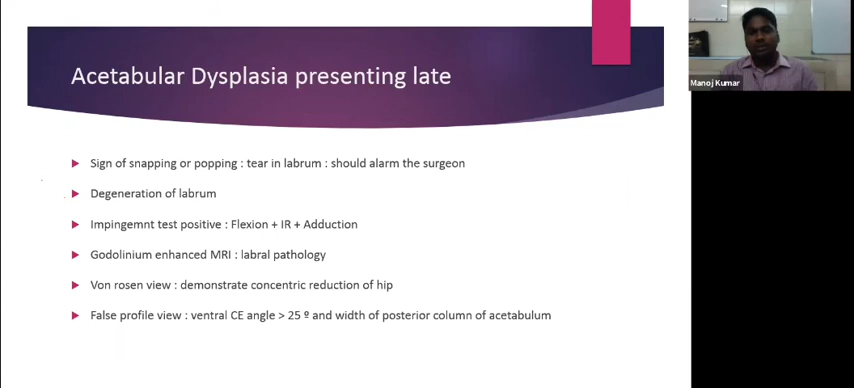 Acetabular Dysplasia presenting late
Manoj Kumar
Sign of snapping or popping : tear in labrum : should alarm the surgeon
Degeneration of labrum
Impingemnt test positive : Flexion + IR + Adduction
Godolinium enhanced MRI : labral pathology
Von rosen view : demonstrate concentric reduction of hip
False profile view : ventral CE angle > 25 º and width of posterior column of acetabulum